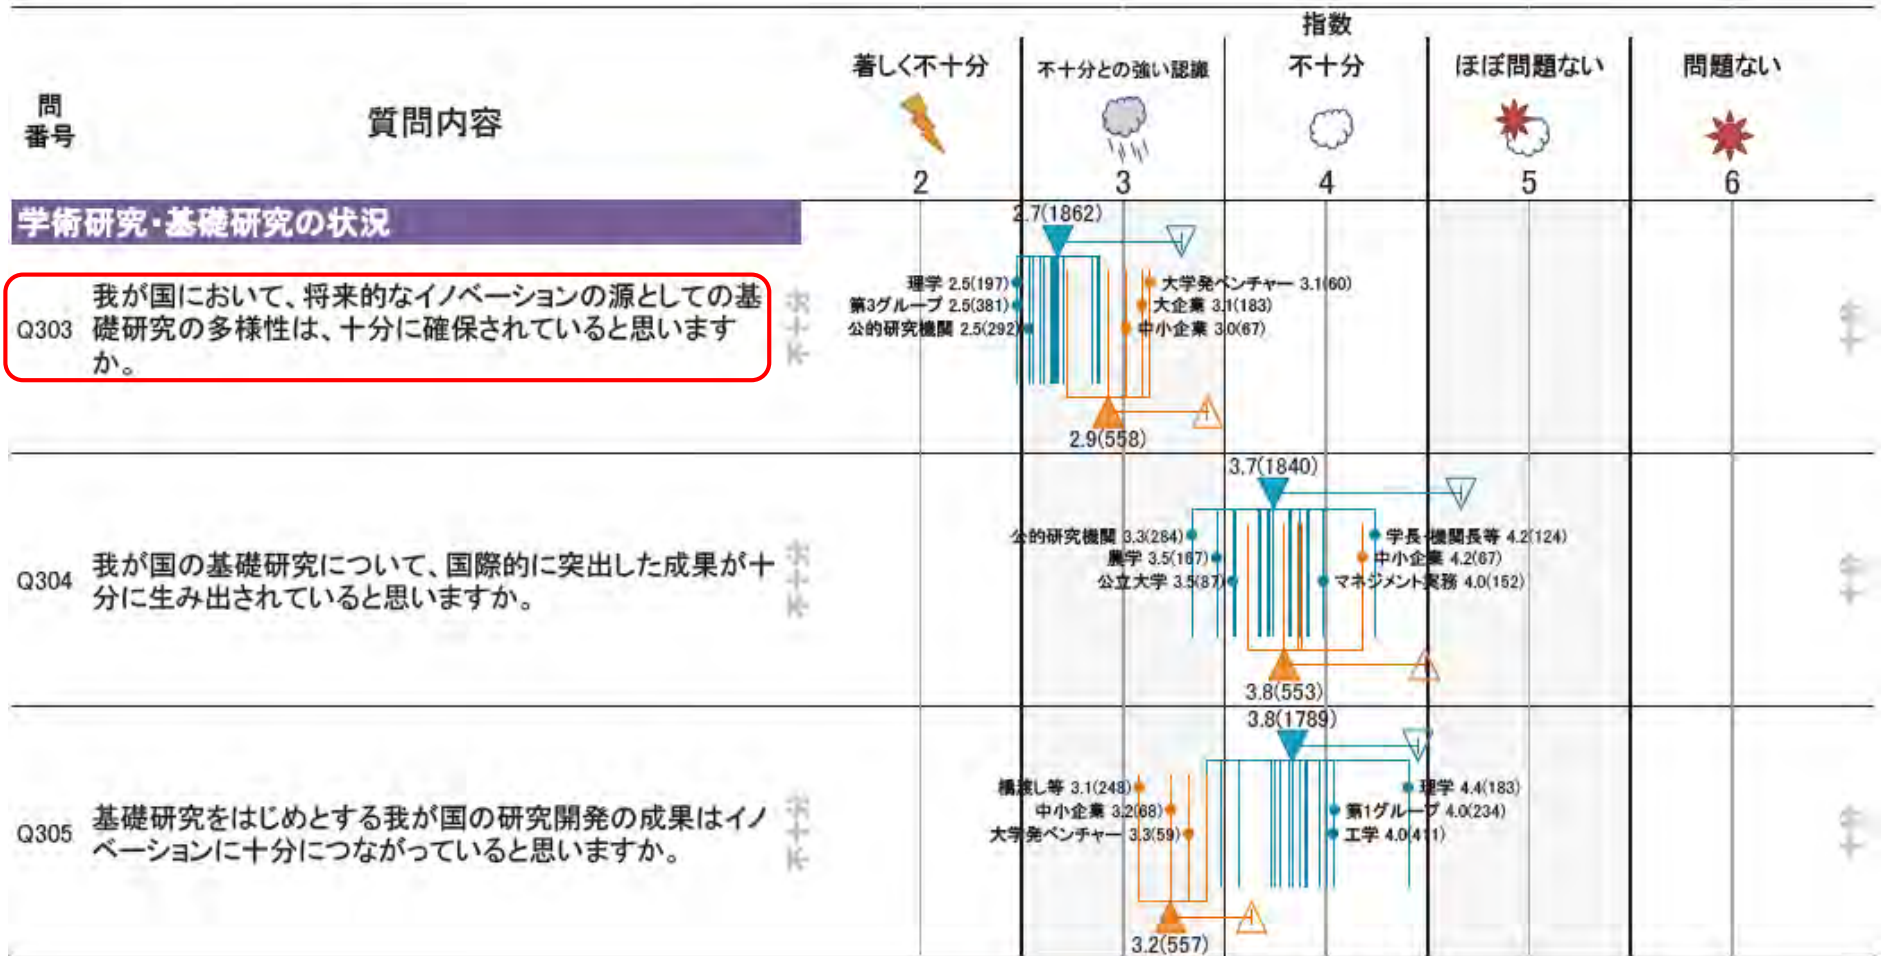 指数
著しく不十分
不十分との強い認識
不十分
ほぼ問題ない
問題ない
問
番号
質問内容
2
3
4
5
6
学術研究・基礎研究の状況
2.7(1862)
Q303
我が国において、将来的なイノベーションの源としての基
礎研究の多様性は、十分に確保されていると思います
か。
不十分
理学 2.5(197)
第3グループ 2.5(381)
公的研究機関 2.5(292)
大学発ベンチャー 3.1(60)
大企業 3.1(183)
中小企業 3.0(67)
十分
2.9(558)
3.7(1840)
Q304
我が国の基礎研究について、国際的に突出した成果が十
分に生み出されていると思いますか。
不十分
公的研究機関 3.3(284)
農学 3.5(167)
公立大学 3.5(87)
学長・機関長等 4.2(124)
中小企業 4.2(67)
マネジメント実務 4.0(152)
十分
3.8(553)
3.8(1789)
Q305
基礎研究をはじめとする我が国の研究開発の成果はイノ
ベーションに十分につながっていると思いますか。
不十分
橋渡し等 3.1(248)
中小企業 3.2(68)
大学発ベンチャー 3.3(59)
理学 4.4(183)
第1グループ 4.0(234)
工学 4.0(411)
十分
3.2(557)